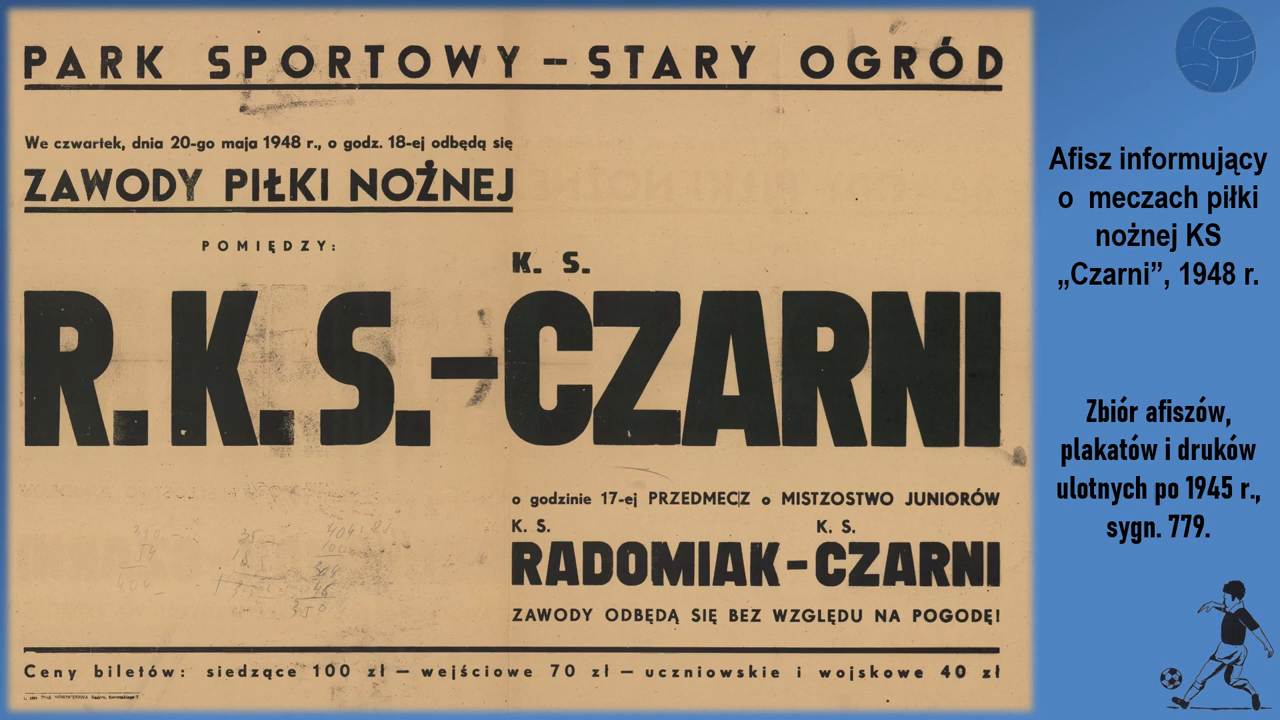 PARK SPORTOWY – STARY OGRÓD
We czwartek, dnia 20-go maja 1948 r., o godz. 18-ej odbędą się
ZAWODY PIŁKI NOŻNEJ
POMIĘDZY:
K. S.
R.K.S.–CZARNI
o godzinie 17-ej PRZEDMECZ o MISTZOSTWO JUNIORÓW
K. S. K. S.
RADOMIAK–CZARNI
ZAWODY ODBĘDĄ SIĘ BEZ WZGLĘDU NA POGODĘ!
Ceny biletów: siedzące 100 zł — wejściowe 70 zł — uczniowskie i wojskowe 40 zł
Afisz informujący
o meczach piłki
nożnej KS
„Czarni”, 1948 r.
Zbiór afiszów,
plakatów i druków
ulotnych po 1945 r.,
sygn. 779.